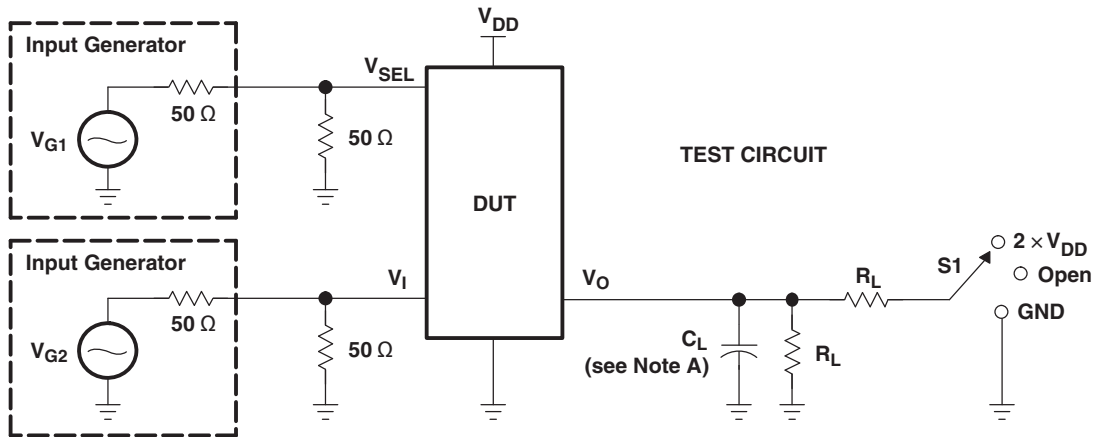 Input Generator
V_G1
50 Ω
50 Ω
V_SEL
V_DD
DUT
TEST CIRCUIT
Input Generator
V_G2
50 Ω
50 Ω
V_I
V_O
C_L
(see Note A)
R_L
R_L
S1
2 × V_DD
Open
GND